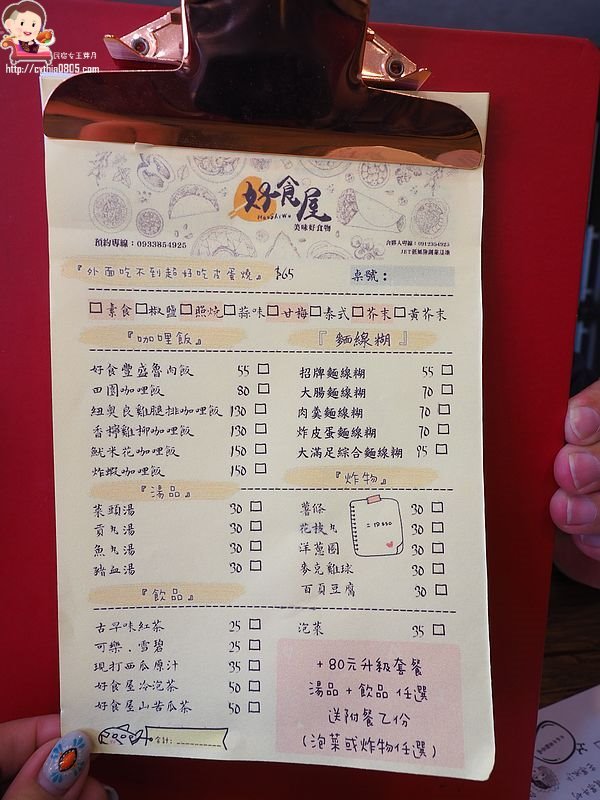 民宿女王芽月
http://cythia0805.com
好食屋
HaoshiWu
美味好食物
預約專線：0933854925
合夥人專線：0912354925
『外面吃不到超好吃皮蛋燒』 $65
桌號：
□素食□椒鹽□照燒□蒜味□甘梅□泰式□芥末□黃芥末
『咖哩飯』
好食豐盛魯肉飯 55 □
田園咖哩飯 80 □
紐奧良雞腿排咖哩飯 130 □
香檸雞柳咖哩飯 130 □
魷米花咖哩飯 150 □
炸蝦咖哩飯 150 □
『麵線糊』
招牌麵線糊 55 □
大腸麵線糊 70 □
肉羹麵線糊 70 □
炸皮蛋麵線糊 70 □
大滿足綜合麵線糊 95 □
『湯品』
菜頭湯 30 □
貢丸湯 30 □
魚丸湯 30 □
豬血湯 30 □
『炸物』
薯條 30 □
花枝丸 30 □
洋蔥圈 30 □
麥克雞球 30 □
百頁豆腐 30 □
『飲品』
古早味紅茶 25 □
可樂．雪碧 25 □
現打西瓜原汁 35 □
好食屋冷泡茶 50 □
好食屋山苦瓜茶 50 □
合計：
泡菜 35 □
+80元升級套餐
湯品+飲品 任選
送附餐乙份
(泡菜或炸物任選)